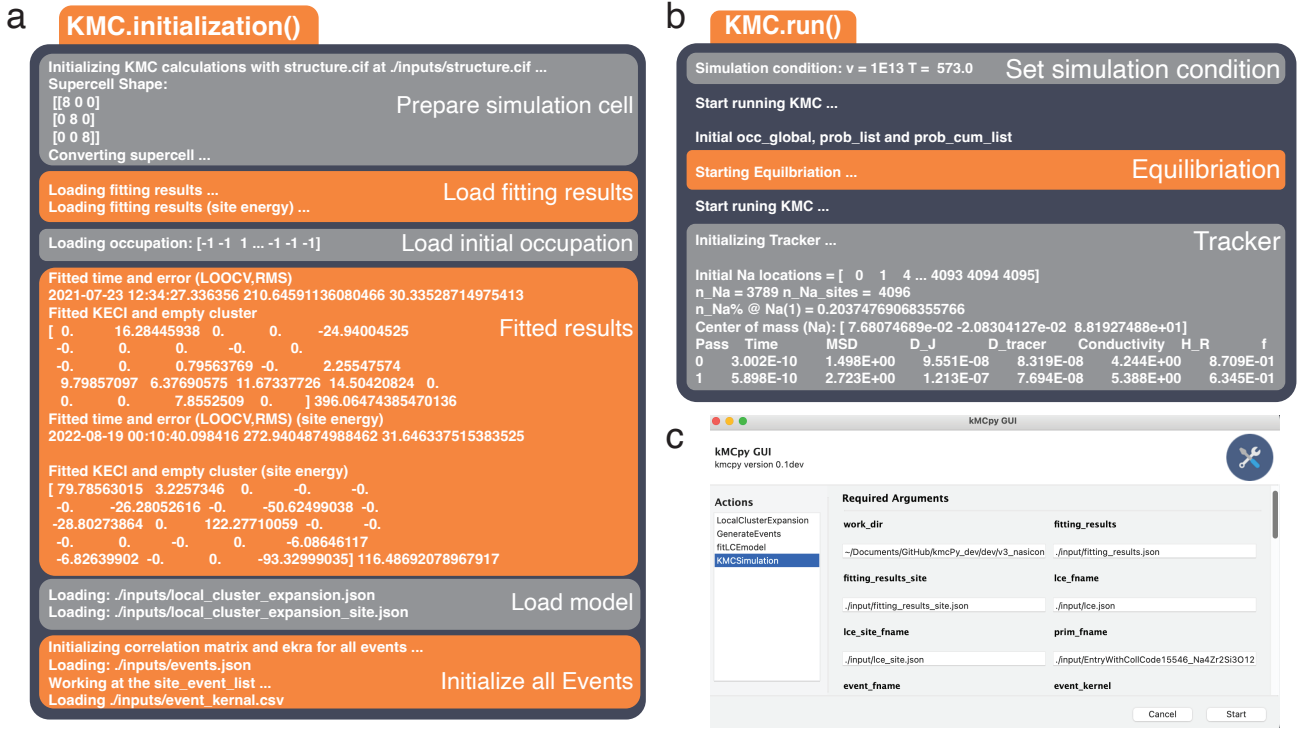 a
KMC.initialization()
Initializing KMC calculations with structure.cif at ./inputs/structure.cif ...
Supercell Shape:
[[8 0 0]
[0 8 0]
[0 0 8]]
Converting supercell ...
Prepare simulation cell
Loading fitting results ...
Loading fitting results (site energy) ...
Load fitting results
Loading occupation: [-1 -1 1 ... -1 -1 -1]
Load initial occupation
Fitted time and error (LOOCV,RMS)
2021-07-23 12:34:27.336356 210.64591136080466 30.33528714975413
Fitted KECI and empty cluster
[ 0. 16.28445938 0. 0. -24.94004525
-0. 0. 0. -0. 0.
-0. 0. 0.79563769 -0. 2.25547574
9.79857097 6.37690575 11.67337726 14.50420824 0.
0. 0. 7.8552509 0. ] 396.06474385470136
Fitted time and error (LOOCV,RMS) (site energy)
2022-08-19 00:10:40.098416 272.9404874988462 31.646337515383525
Fitted KECI and empty cluster (site energy)
[ 79.78563015 3.2257346 0. -0. -0.
-0. -26.28052616 -0. -50.62499038 -0.
-28.80273864 0. 122.27710059 -0. -0.
-0. 0. -0. 0. -6.08646117
-6.82639902 -0. 0. -93.32999035] 116.48692078967917
Fitted results
Loading: ./inputs/local_cluster_expansion.json
Loading: ./inputs/local_cluster_expansion_site.json
Load model
Initializing correlation matrix and ekra for all events ...
Loading: ./inputs/events.json
Working at the site_event_list ...
Loading ./inputs/event_kernal.csv
Initialize all Events
b
KMC.run()
Simulation condition: v = 1E13 T = 573.0
Set simulation condition
Start running KMC ...
Initial occ_global, prob_list and prob_cum_list
Starting Equilbriation ...
Equilibriation
Start runing KMC ...
Initializing Tracker ...
Tracker
Initial Na locations = [ 0 1 4 ... 4093 4094 4095]
n_Na = 3789 n_Na_sites = 4096
n_Na% @ Na(1) = 0.20374769068355766
Center of mass (Na): [ 7.68074689e-02 -2.08304127e-02 8.81927488e+01]
Pass Time MSD D_J D_tracer Conductivity H_R f
0 3.002E-10 1.498E+00 9.551E-08 8.319E-08 4.244E+00 8.709E-01
1 5.898E-10 2.723E+00 1.213E-07 7.694E-08 5.388E+00 6.345E-01
c
kMCpy GUI
kMCpy GUI
kmcpy version 0.1dev
Actions
LocalClusterExpansion
GenerateEvents
fitLCEmodel
KMCSimulation
Required Arguments
work_dir fitting_results
~/Documents/GitHub/kmcPy_dev/dev/v3_nasicon ./input/fitting_results.json
fitting_results_site lce_fname
./input/fitting_results_site.json ./input/lce.json
lce_site_fname prim_fname
./input/lce_site.json ./input/EntryWithCollCode15546_Na4Zr2Si3O12
event_fname event_kernel
Cancel Start